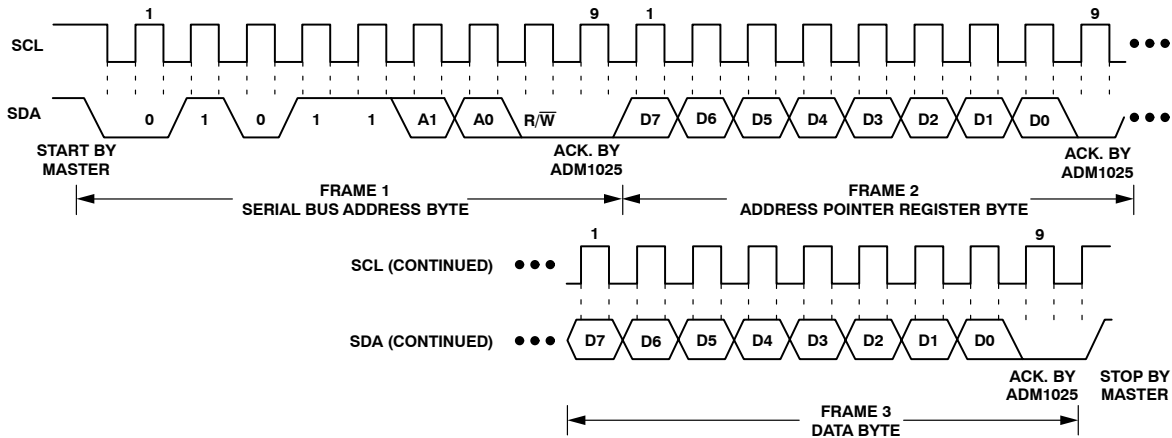 1 9 1 9
SCL
SDA 0 1 0 1 1 A1 A0 R/W̅ D7 D6 D5 D4 D3 D2 D1 D0
START BY
MASTER
ACK. BY
ADM1025
ACK. BY
ADM1025
FRAME 1
SERIAL BUS ADDRESS BYTE
FRAME 2
ADDRESS POINTER REGISTER BYTE
1 9
SCL (CONTINUED)
SDA (CONTINUED) D7 D6 D5 D4 D3 D2 D1 D0
ACK. BY
ADM1025
STOP BY
MASTER
FRAME 3
DATA BYTE